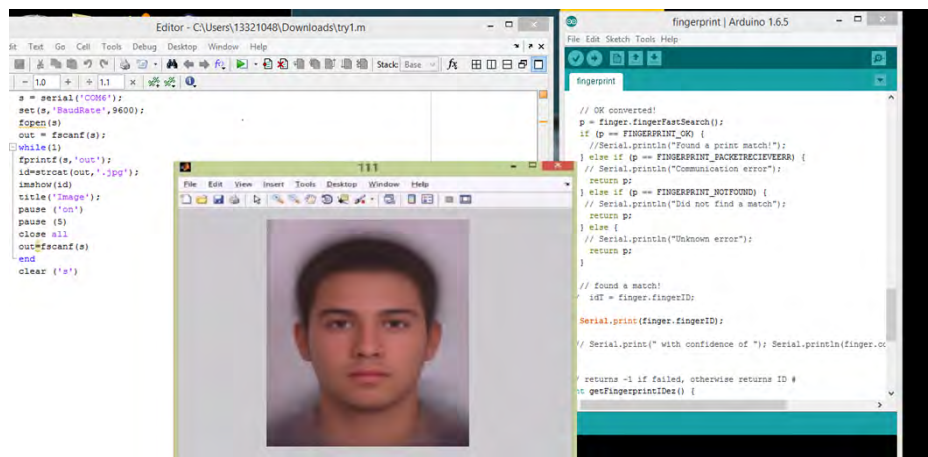 Editor - C:\Users\13321048\Downloads\try1.m
Text Go Cell Tools Debug Desktop Window Help
Stack: Base fx
- 1.0 + ÷ 1.1 ×
s = serial('COM6');
set(s,'BaudRate',9600);
fopen(s)
out = fscanf(s);
while(1)
fprintf(s,'out');
id=strcat(out,'.jpg');
imshow(id)
title('Image');
pause ('on')
pause (5)
close all
out=fscanf(s)
end
clear ('s')
File Edit View Insert Tools Desktop Window Help
fingerprint | Arduino 1.6.5
File Edit Sketch Tools Help
fingerprint
// OK converted!
p = finger.fingerFastSearch();
if (p == FINGERPRINT_OK) {
//Serial.println("Found a print match!");
} else if (p == FINGERPRINT_PACKETRECIEVEERR) {
// Serial.println("Communication error");
return p;
} else if (p == FINGERPRINT_NOTFOUND) {
// Serial.println("Did not find a match");
return p;
} else {
// Serial.println("Unknown error");
return p;
}
// found a match!
idT = finger.fingerID;
Serial.print(finger.fingerID);
/ Serial.print(" with confidence of "); Serial.println(finger.co
/ returns -1 if failed, otherwise returns ID #
getFingerprintIDez() {